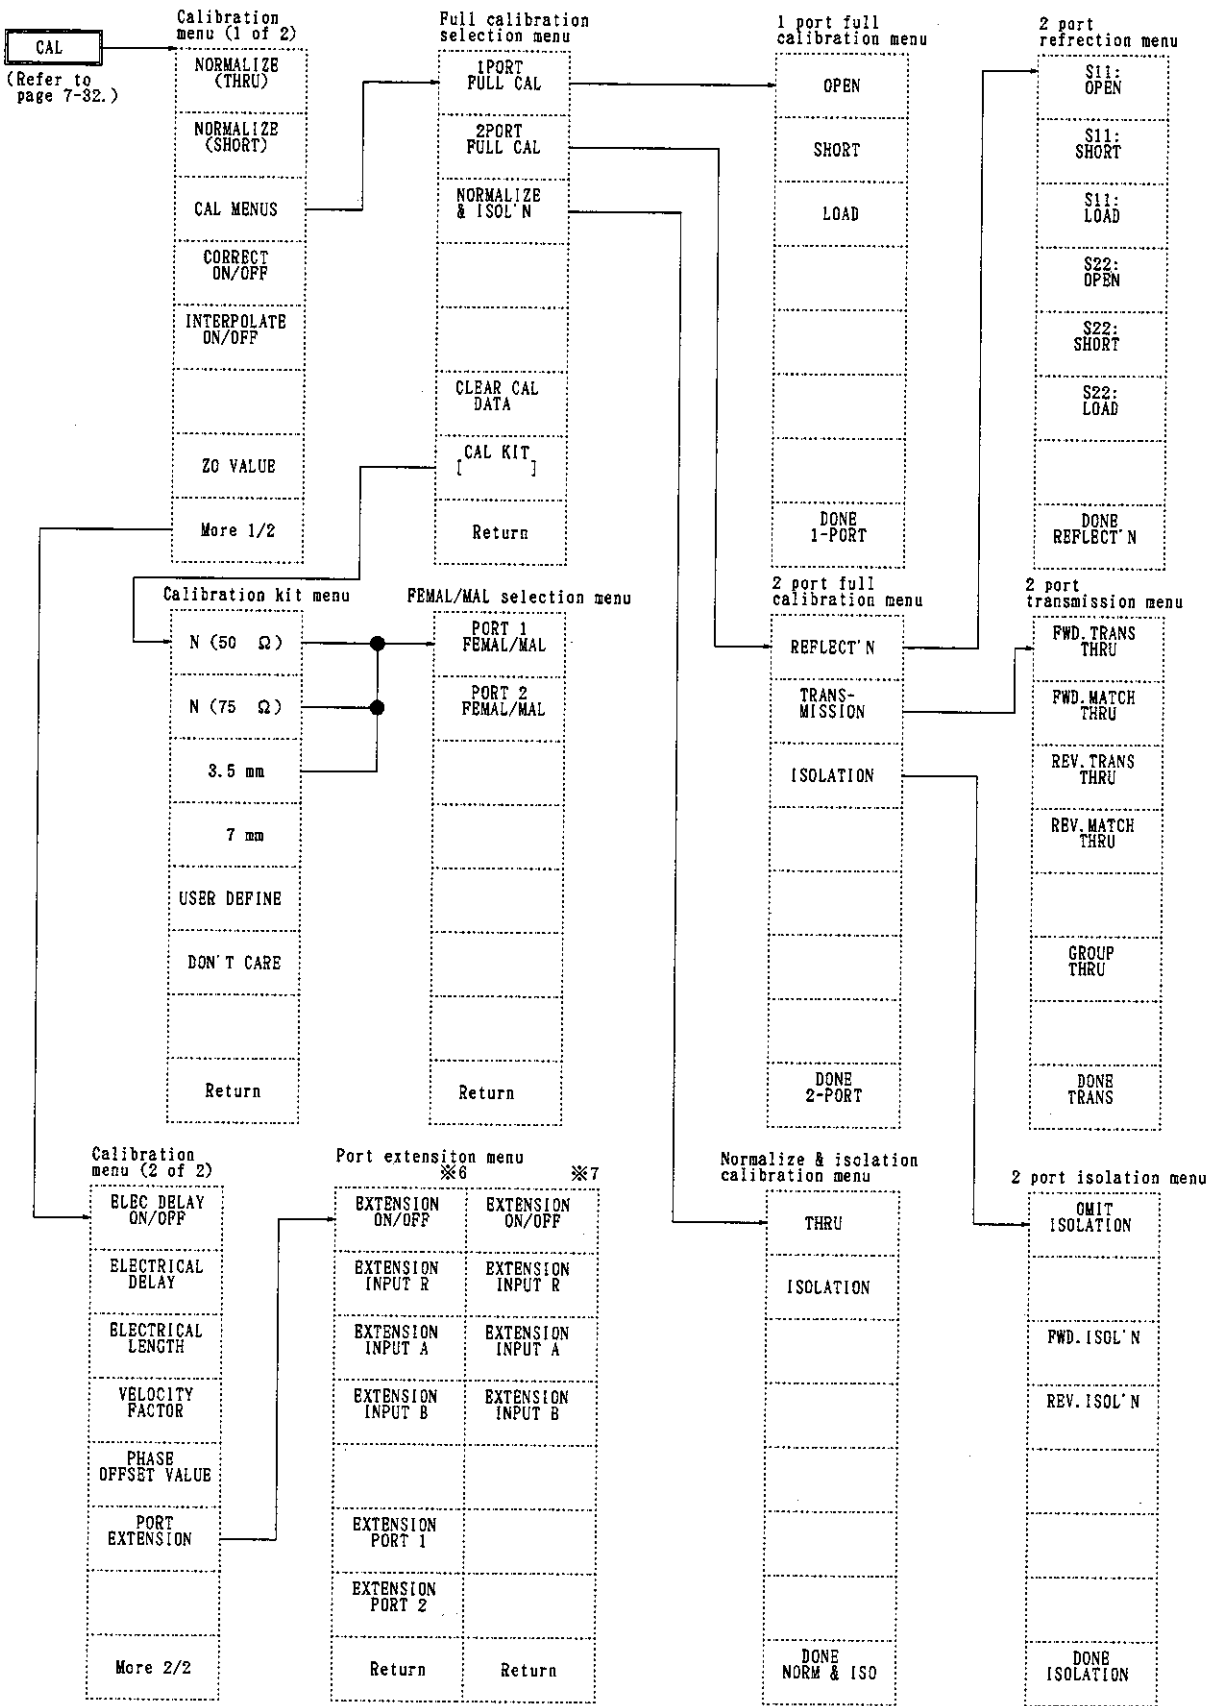 CAL
(Refer to
page 7-32.)
Calibration
menu (1 of 2)
NORMALIZE
(THRU)
NORMALIZE
(SHORT)
CAL MENUS
CORRECT
ON/OFF
INTERPOLATE
ON/OFF
ZO VALUE
More 1/2
Full calibration
selection menu
1PORT
FULL CAL
2PORT
FULL CAL
NORMALIZE
& ISOL'N
CLEAR CAL
DATA
CAL KIT
[ ]
Return
1 port full
calibration menu
OPEN
SHORT
LOAD
DONE
1-PORT
2 port
refrection menu
S11:
OPEN
S11:
SHORT
S11:
LOAD
S22:
OPEN
S22:
SHORT
S22:
LOAD
DONE
REFLECT'N
Calibration kit menu
N (50 Ω)
N (75 Ω)
3.5 mm
7 mm
USER DEFINE
DON'T CARE
Return
FEMAL/MAL selection menu
PORT 1
FEMAL/MAL
PORT 2
FEMAL/MAL
Return
2 port full
calibration menu
REFLECT'N
TRANS-
MISSION
ISOLATION
DONE
2-PORT
2 port
transmission menu
FWD.TRANS
THRU
FWD.MATCH
THRU
REV.TRANS
THRU
REV.MATCH
THRU
GROUP
THRU
DONE
TRANS
Calibration
menu (2 of 2)
ELEC DELAY
ON/OFF
ELECTRICAL
DELAY
ELECTRICAL
LENGTH
VELOCITY
FACTOR
PHASE
OFFSET VALUE
PORT
EXTENSION
More 2/2
Port extensiton menu
※6
EXTENSION
ON/OFF
EXTENSION
INPUT R
EXTENSION
INPUT A
EXTENSION
INPUT B
EXTENSION
PORT 1
EXTENSION
PORT 2
Return
※7
EXTENSION
ON/OFF
EXTENSION
INPUT R
EXTENSION
INPUT A
EXTENSION
INPUT B
Return
Normalize & isolation
calibration menu
THRU
ISOLATION
DONE
NORM & ISO
2 port isolation menu
OMIT
ISOLATION
FWD.ISOL'N
REV.ISOL'N
DONE
ISOLATION